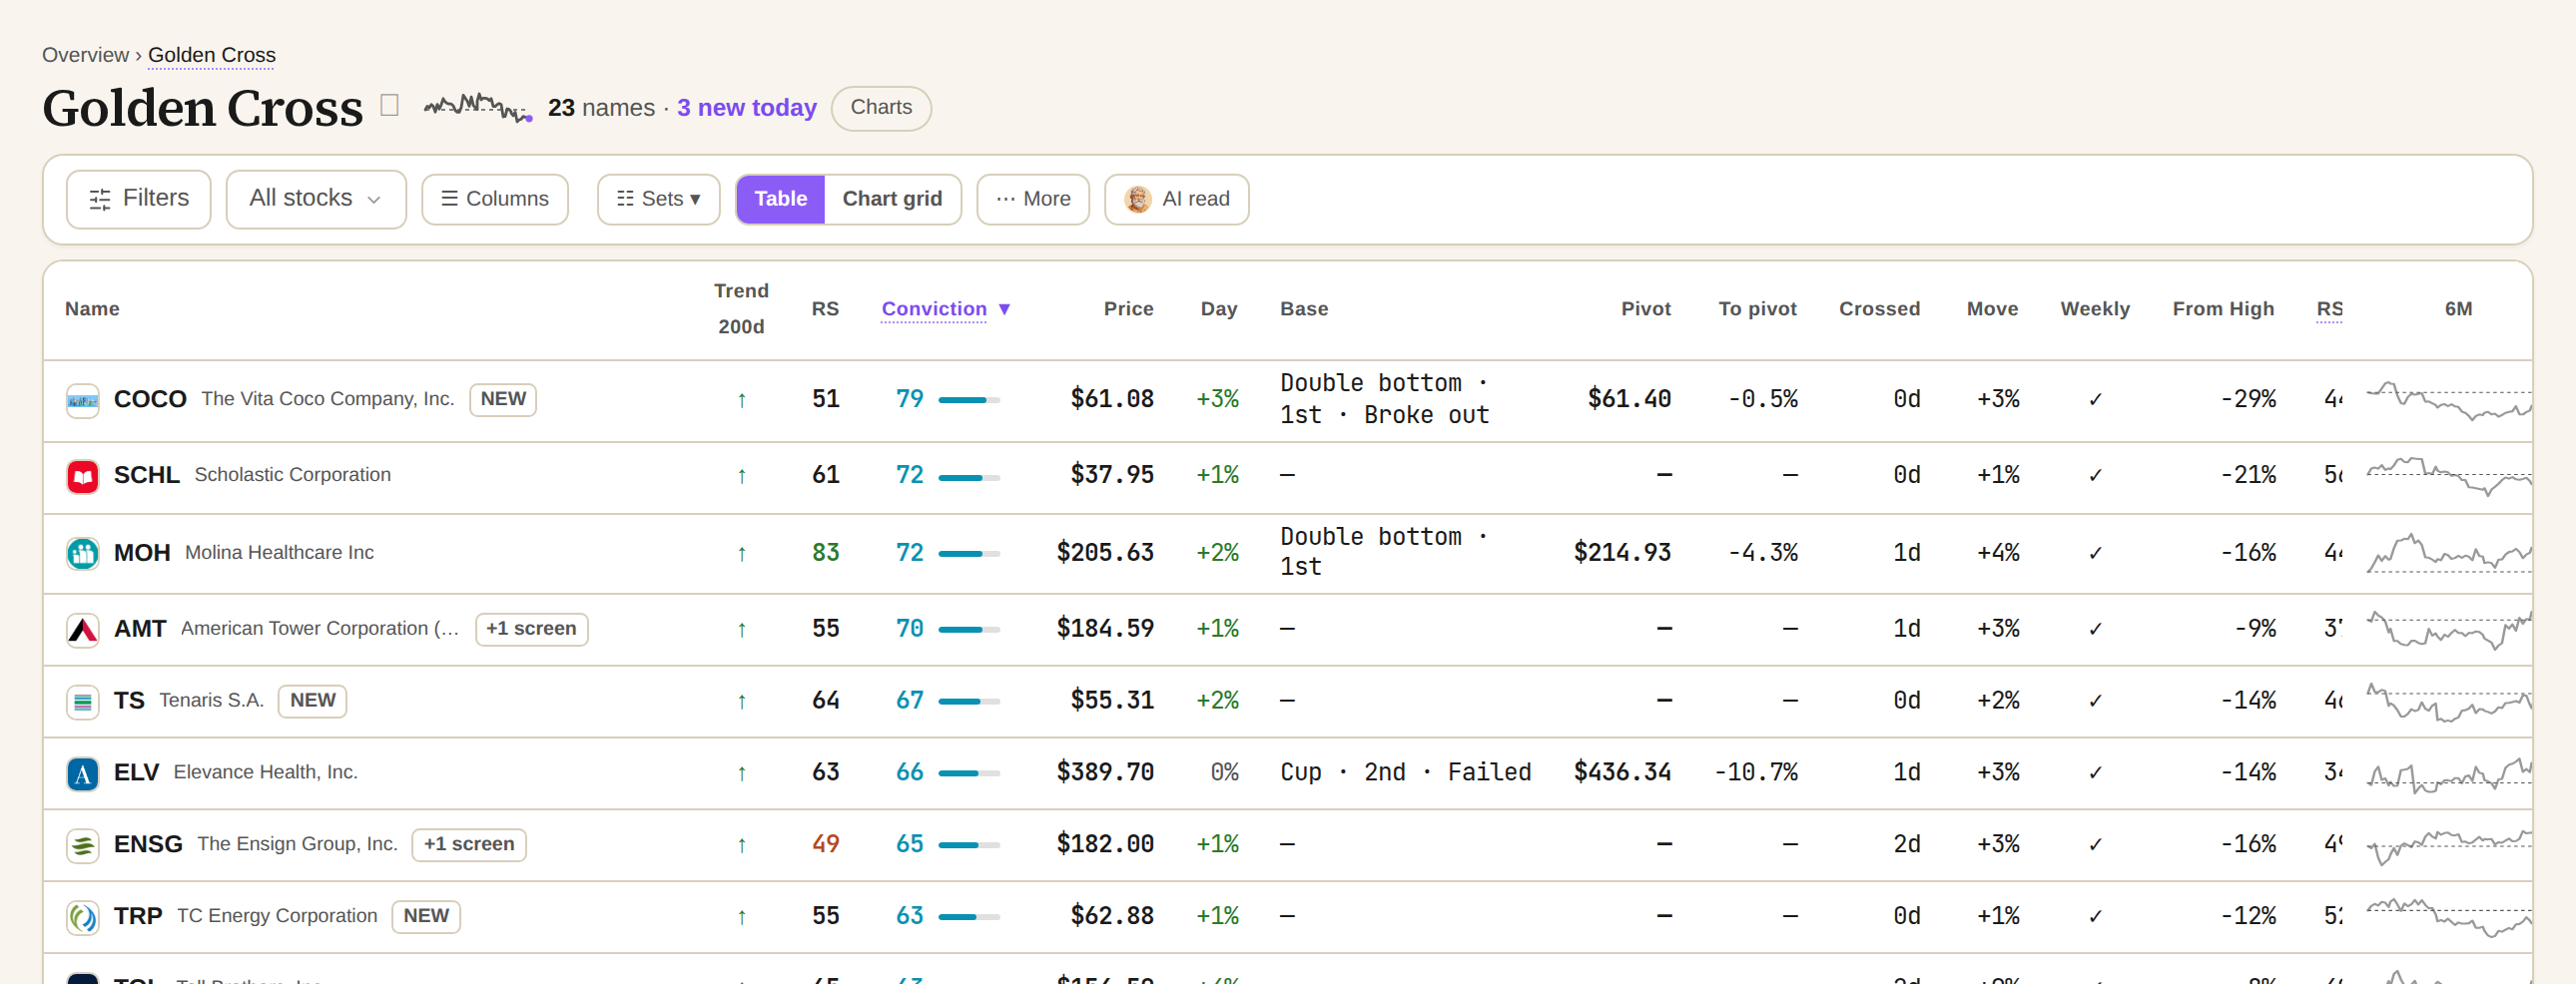 Overview › Golden Cross
Golden Cross 23 names · 3 new today Charts
Filters All stocks Columns Sets ▾ Table Chart grid ··· More AI read
Name Trend 200d RS Conviction ▼ Price Day Base Pivot To pivot Crossed Move Weekly From High RS 6M
COCO The Vita Coco Company, Inc. NEW ↑ 51 79 $61.08 +3% Double bottom · 1st · Broke out $61.40 -0.5% 0d +3% ✓ -29% 44
SCHL Scholastic Corporation ↑ 61 72 $37.95 +1% — — — 0d +1% ✓ -21%
MOH Molina Healthcare Inc ↑ 83 72 $205.63 +2% Double bottom · 1st $214.93 -4.3% 1d +4% ✓ -16% 44
AMT American Tower Corporation (… +1 screen ↑ 55 70 $184.59 +1% — — — 1d +3% ✓ -9%
TS Tenaris S.A. NEW ↑ 64 67 $55.31 +2% — — — 0d +2% ✓ -14%
ELV Elevance Health, Inc. ↑ 63 66 $389.70 0% Cup · 2nd · Failed $436.34 -10.7% 1d +3% ✓ -14% 34
ENSG The Ensign Group, Inc. +1 screen ↑ 49 65 $182.00 +1% — — — 2d +3% ✓ -16%
TRP TC Energy Corporation NEW ↑ 55 63 $62.88 +1% — — — 0d +1% ✓ -12%